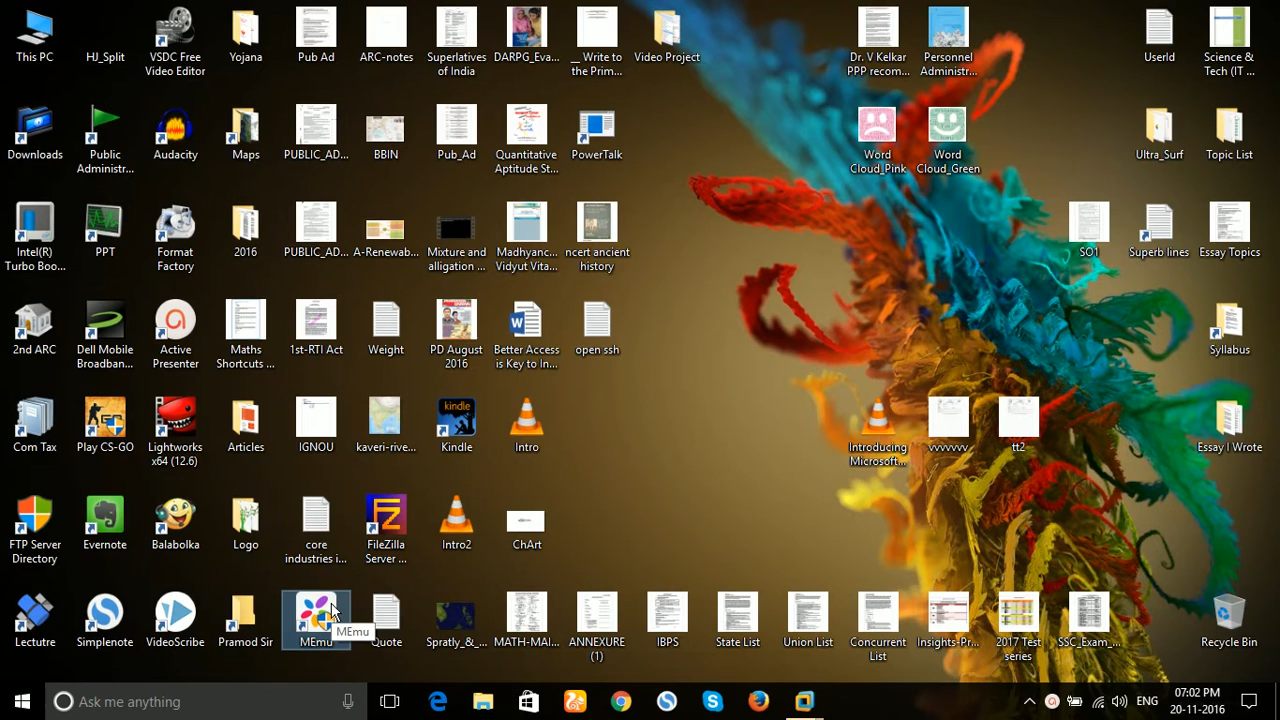 This PC
HJ_Split
VSDC Free
Video Editor
Yojana
Pub Ad
ARC-notes
Superlatives
of India
DARPG_Eva...
__ Write to
the Prim...
Video Project
Dr. V Kelkar
PPP recom...
Personnel
Administr...
UserId
Science &
Tech (IT ...
Downloads
Public
Administr...
Audacity
Maps
PUBLIC_AD...
BBIN
Pub_Ad
Quantitative
Aptitude St...
PowerTalk
Word
Cloud_Pink
Word
Cloud_Green
Ultra_Surf
Topic List
Intel(R)
Turbo Boo...
PPT
Format
Factory
2016
PUBLIC_AD...
A-Renewab...
Mixture and
alligation ...
Madhyanc...
Vidyut Vita...
ncert ancient
history
SO1
Superb lines
Essay Topics
2nd ARC
Dell Mobile
Broadban...
Active
Presenter
Maths
Shortcuts ...
1st-RTI Act
Weight
PD August
2016
Better Access
is Key to In...
open ssh
Syllabus
Com Tax
Play CS-GO
Lightworks
x64 (12.6)
Articles
IGNOU
kaveri-rive...
kindle
Kindle
Intro
Introducing
Microsoft...
vvvvvvv
tt2
Essay I Wrote
FTP Server
Directory
Evernote
Balabolka
Logo
core
industries i...
FileZilla
Server ...
Intro2
ChArt
Lectutre
Simplenote
VideoScribe
Pramod Sir
MEmu
MEmu
Quote
Spratly_&_...
MATH-MAI...
ANNEXURE
(1)
IBPS
State List
Union List
Concurrent
List
Insights-Pr...
2017 Test
series
SSC_Exam_...
Recycle Bin
Ask me anything
ENG
07:02 PM
20-11-2016